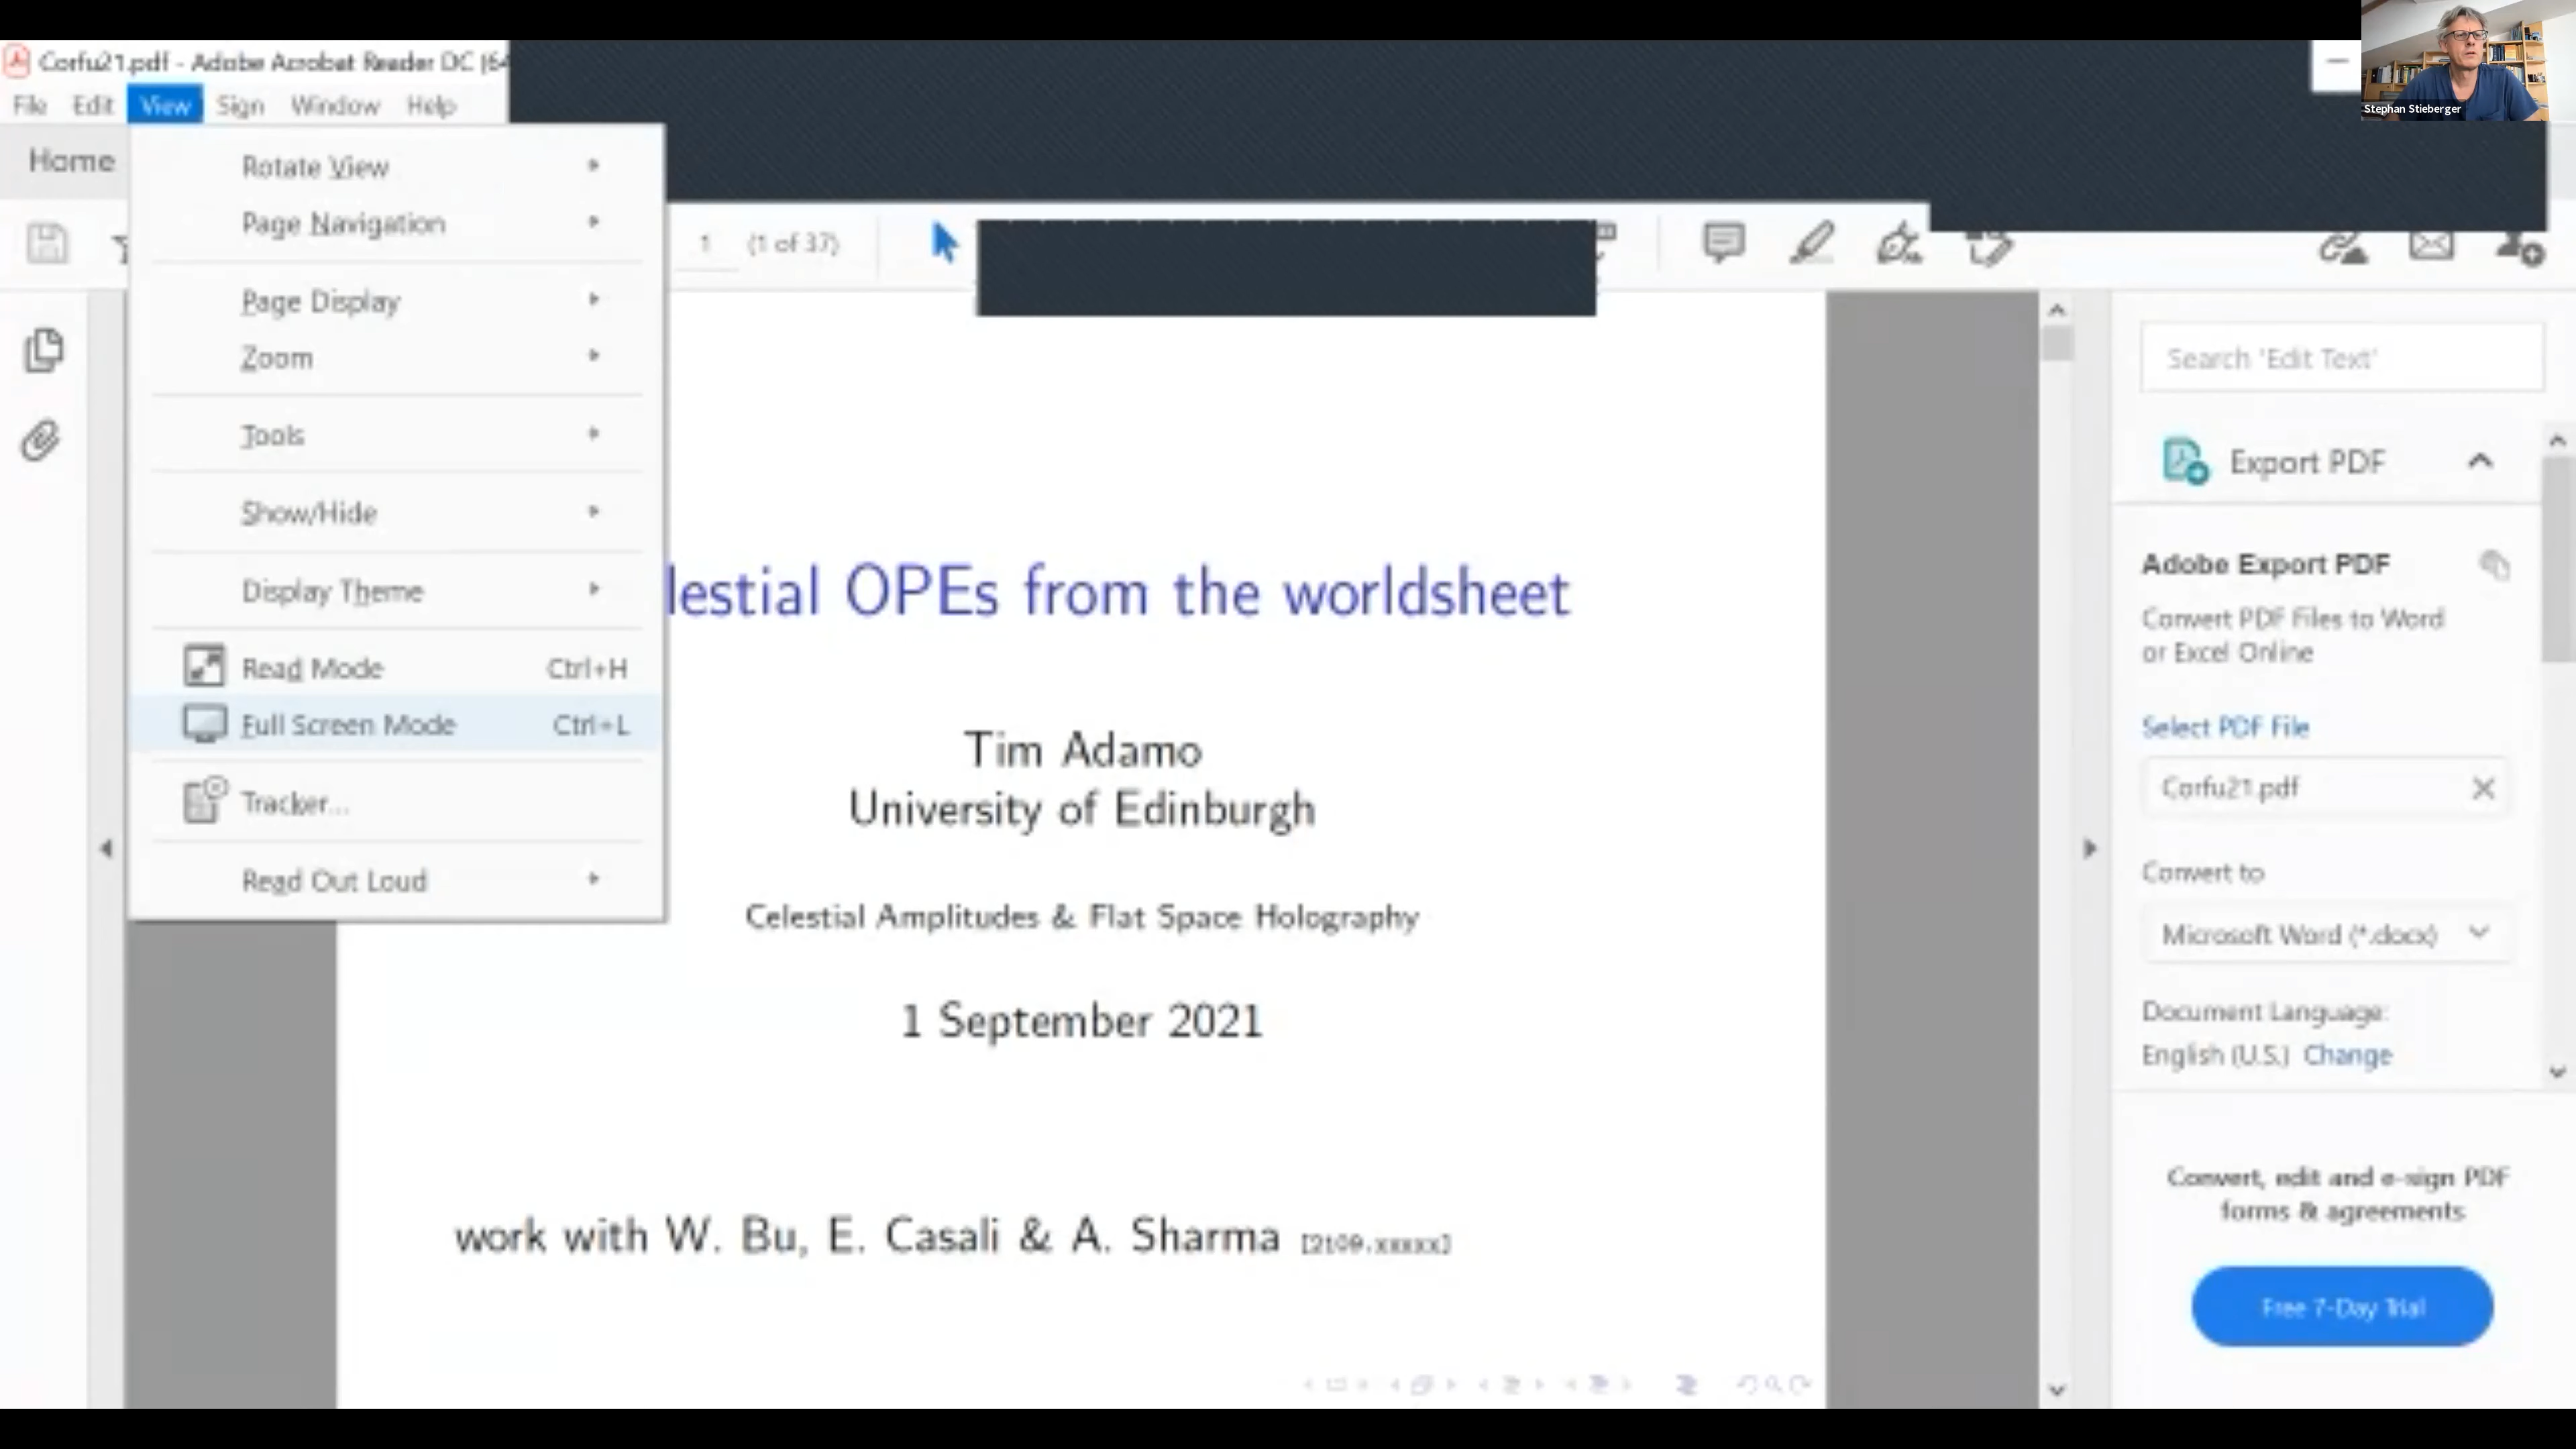 Corfu21.pdf - Adobe Acrobat Reader DC (64
Stephan Stieberger
File Edit View Sign Window Help
Home
Rotate View
Page Navigation
Page Display
Zoom
Tools
Show/Hide
Display Theme
Read Mode Ctrl+H
Full Screen Mode Ctrl+L
Tracker...
Read Out Loud
1 (1 of 37)
lestial OPEs from the worldsheet
Tim Adamo
University of Edinburgh
Celestial Amplitudes & Flat Space Holography
1 September 2021
work with W. Bu, E. Casali & A. Sharma [2109.xxxxx]
Search 'Edit Text'
Export PDF
Adobe Export PDF
Convert PDF Files to Word
or Excel Online
Select PDF File
Corfu21.pdf
Convert to
Microsoft Word (*.docx)
Document Language:
English (U.S.) Change
Convert, edit and e-sign PDF
forms & agreements
Free 7-Day Trial